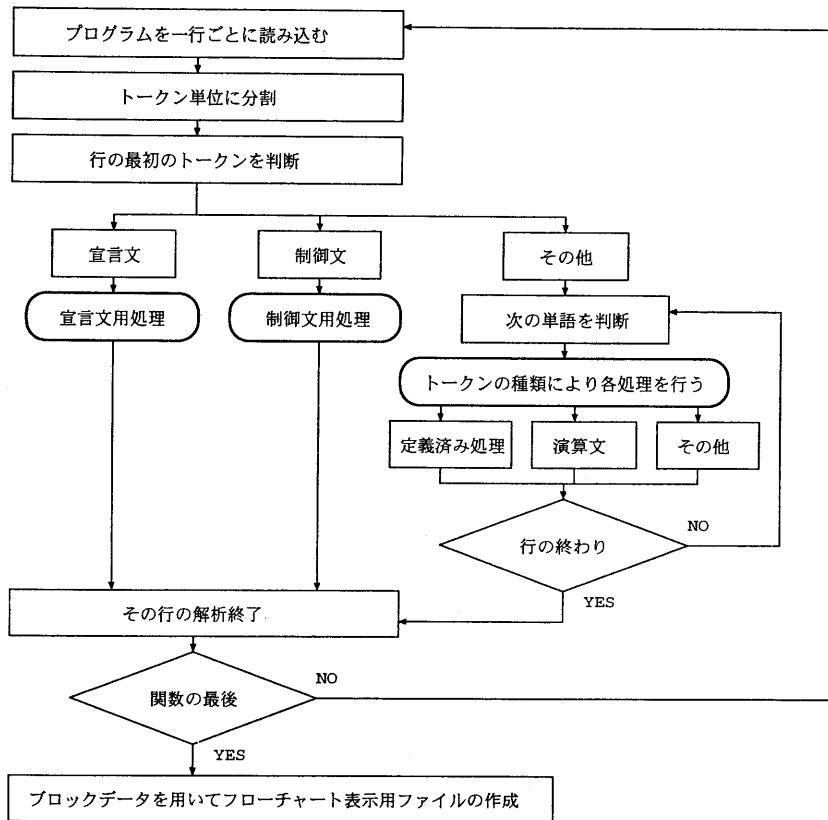 プログラムを一行ごとに読み込む
トークン単位に分割
行の最初のトークンを判断
宣言文
制御文
その他
宣言文用処理
制御文用処理
次の単語を判断
トークンの種類により各処理を行う
定義済み処理
演算文
その他
行の終わり
NO
YES
その行の解析終了
関数の最後
NO
YES
ブロックデータを用いてフローチャート表示用ファイルの作成